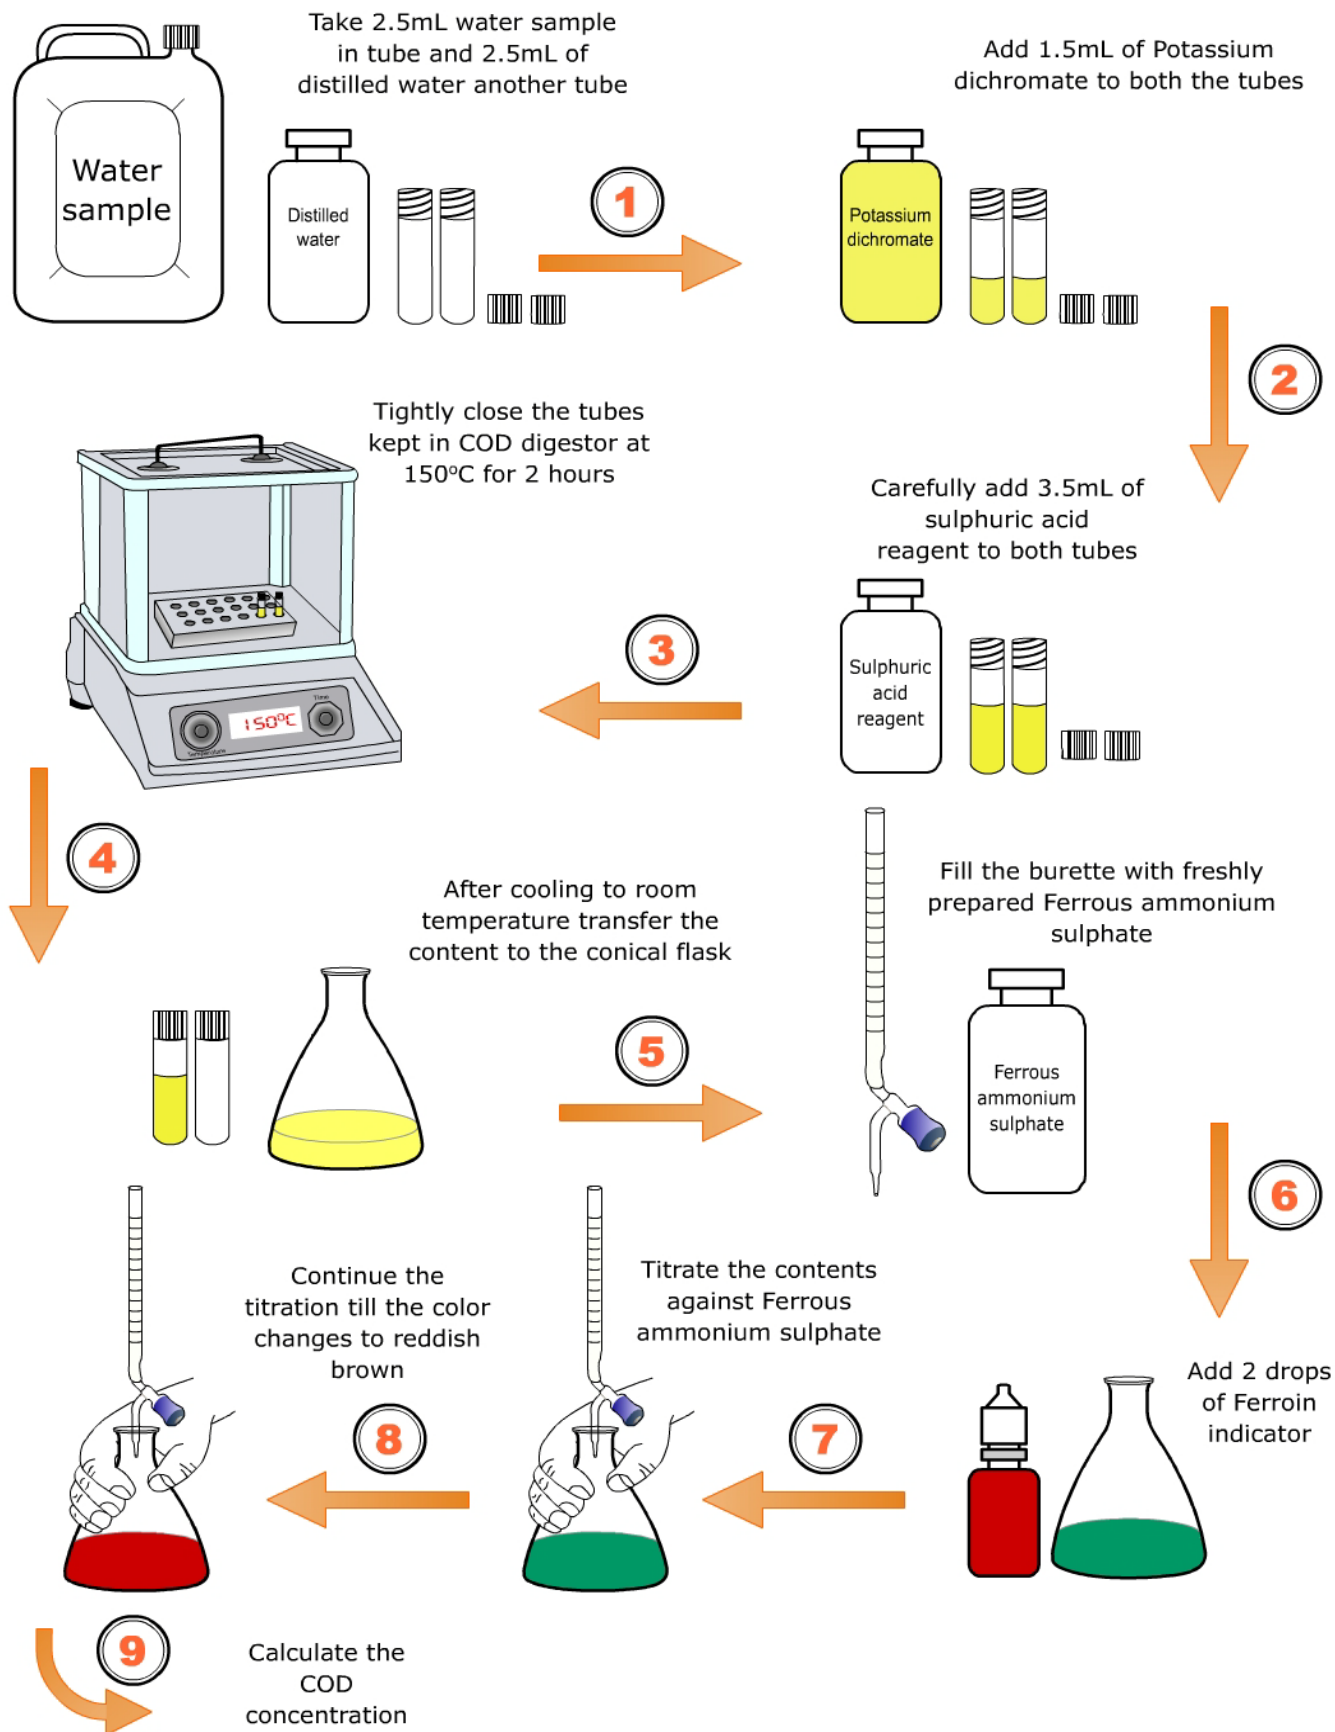 Take 2.5mL water sample
in tube and 2.5mL of
distilled water another tube
Water
sample
Distilled
water
1
Add 1.5mL of Potassium
dichromate to both the tubes
Potassium
dichromate
2
Carefully add 3.5mL of
sulphuric acid
reagent to both tubes
Sulphuric
acid
reagent
3
Tightly close the tubes
kept in COD digestor at
150°C for 2 hours
150°C
Temperature
Time
4
After cooling to room
temperature transfer the
content to the conical flask
5
Fill the burette with freshly
prepared Ferrous ammonium
sulphate
Ferrous
ammonium
sulphate
6
Add 2 drops
of Ferroin
indicator
7
Titrate the contents
against Ferrous
ammonium sulphate
8
Continue the
titration till the color
changes to reddish
brown
9
Calculate the
COD
concentration